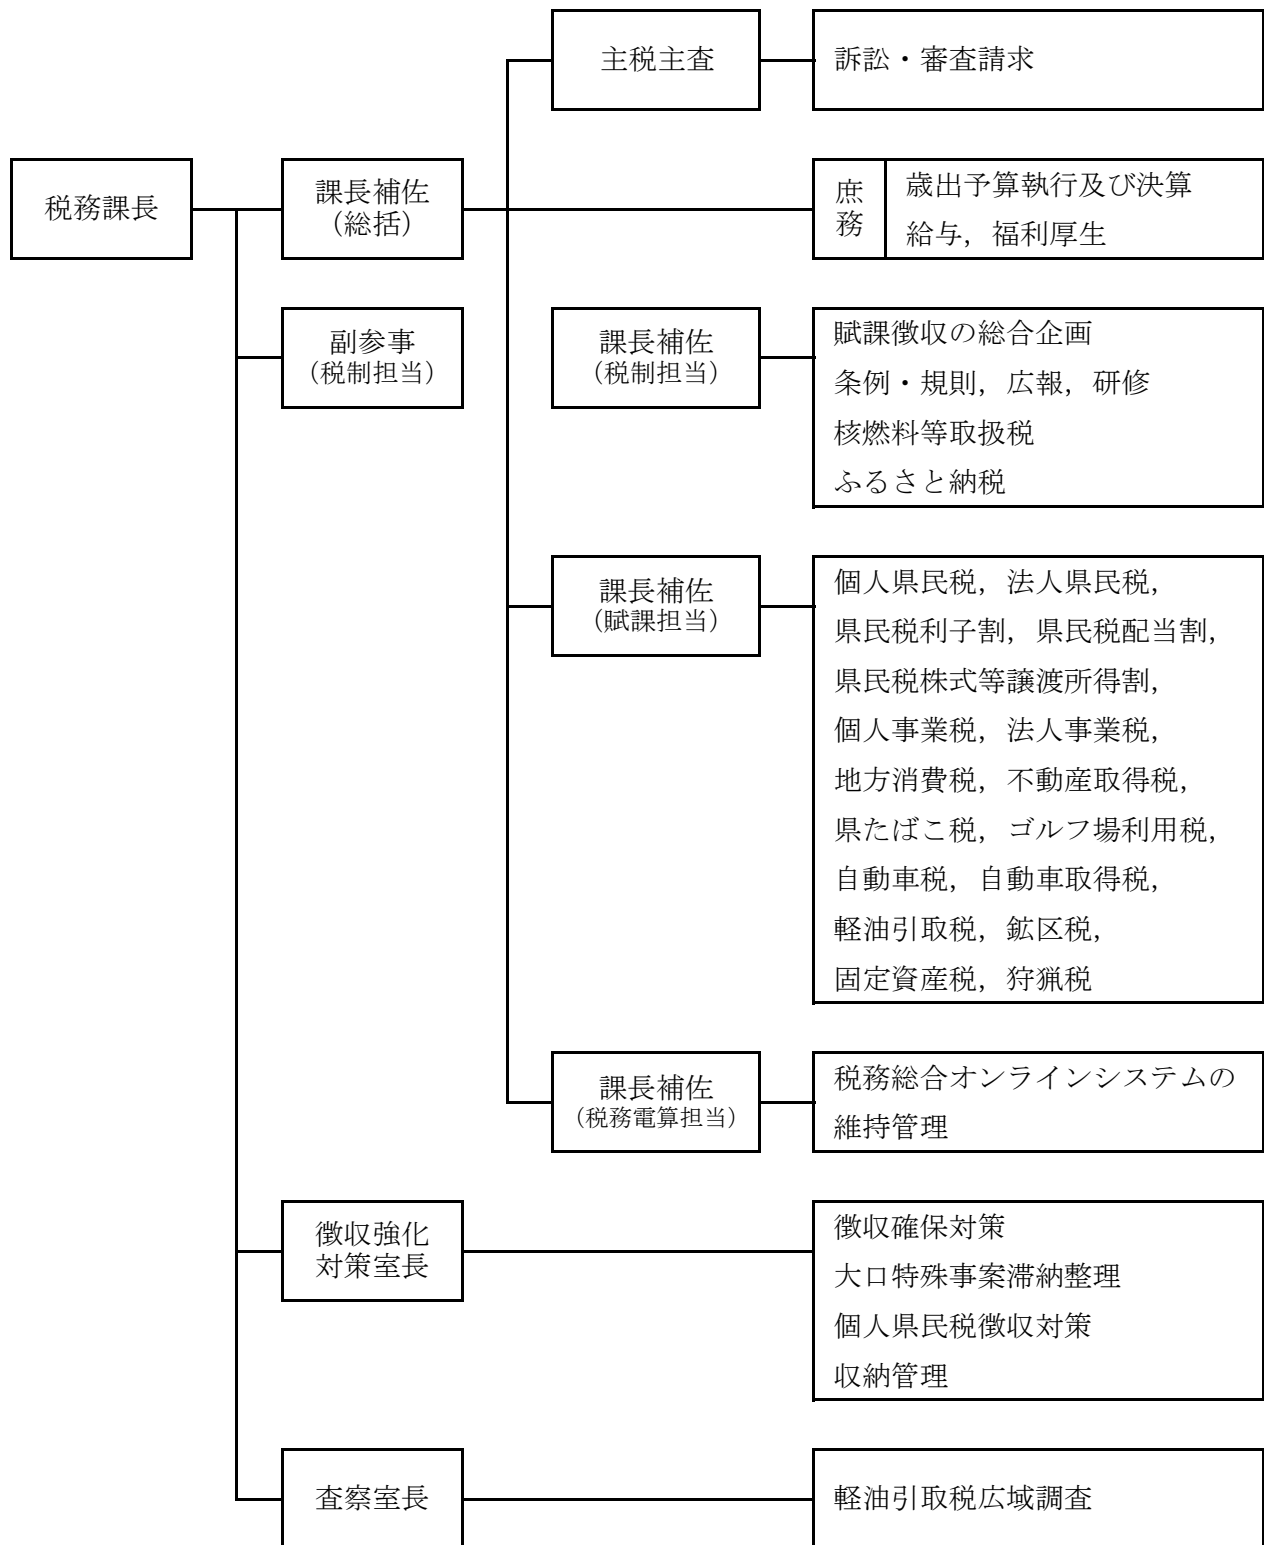 主税主査
訴訟・審査請求
税務課長
課長補佐
（総括）
庶務
歳出予算執行及び決算
給与，福利厚生
副参事
（税制担当）
課長補佐
（税制担当）
賦課徴収の総合企画
条例・規則，広報，研修
核燃料等取扱税
ふるさと納税
課長補佐
（賦課担当）
個人県民税，法人県民税，
県民税利子割，県民税配当割，
県民税株式等譲渡所得割，
個人事業税，法人事業税，
地方消費税，不動産取得税，
県たばこ税，ゴルフ場利用税，
自動車税，自動車取得税，
軽油引取税，鉱区税，
固定資産税，狩猟税
課長補佐
（税務電算担当）
税務総合オンラインシステムの
維持管理
徴収強化
対策室長
徴収確保対策
大口特殊事案滞納整理
個人県民税徴収対策
収納管理
査察室長
軽油引取税広域調査